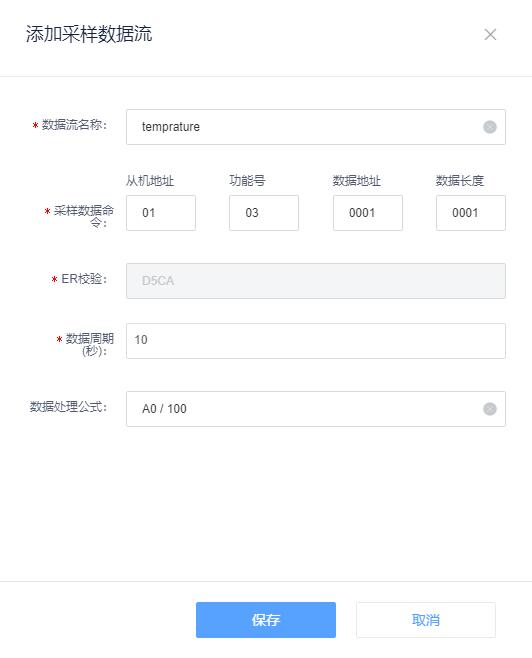 添加采样数据流
* 数据流名称： temprature
从机地址 功能号 数据地址 数据长度
* 采样数据命 01 03 0001 0001
令：
* ER校验： D5CA
* 数据周期 10
(秒)：
数据处理公式： A0 / 100
保存 取消